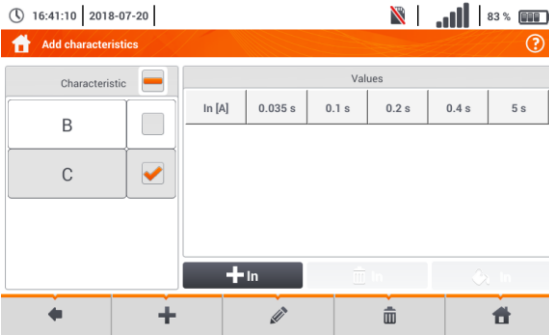 16:41:10 2018-07-20 83 %
Add characteristics ?
Characteristic Values
In [A] 0.035 s 0.1 s 0.2 s 0.4 s 5 s
B
C
In In In